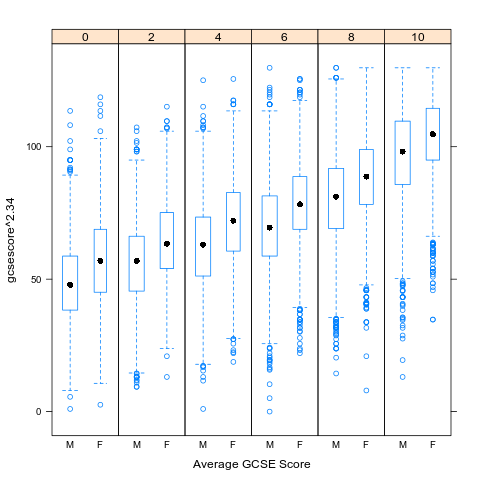 0 2 4 6 8 10
gcsescore^2.34
100
50
0
M F M F M F M F M F M F
Average GCSE Score